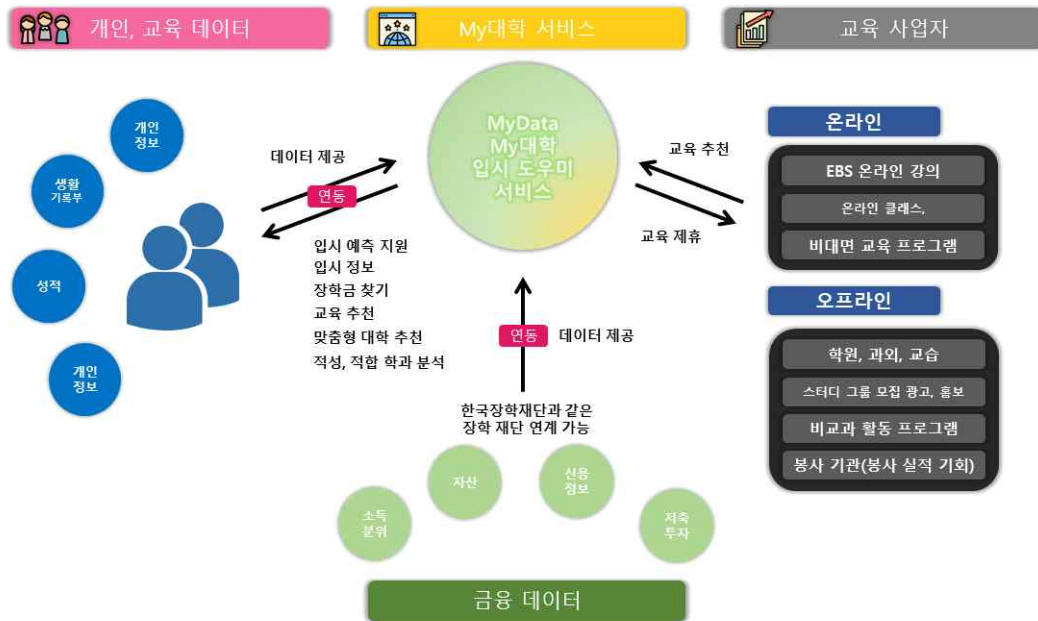 개인, 교육 데이터
My대학 서비스
교육 사업자
개인
정보
생활
기록부
성적
개인
정보
데이터 제공
연동
입시 예측 지원
입시 정보
장학금 찾기
교육 추천
맞춤형 대학 추천
적성, 적합 학과 분석
MyData
My대학
입시 도우미
서비스
교육 추천
교육 제휴
온라인
EBS 온라인 강의
온라인 클래스,
비대면 교육 프로그램
오프라인
학원, 과외, 교습
스터디 그룹 모집 광고, 홍보
비교과 활동 프로그램
봉사 기관(봉사 실적 기회)
연동
데이터 제공
한국장학재단과 같은
장학 재단 연계 가능
소득
분위
자산
신용
정보
저축
투자
금융 데이터